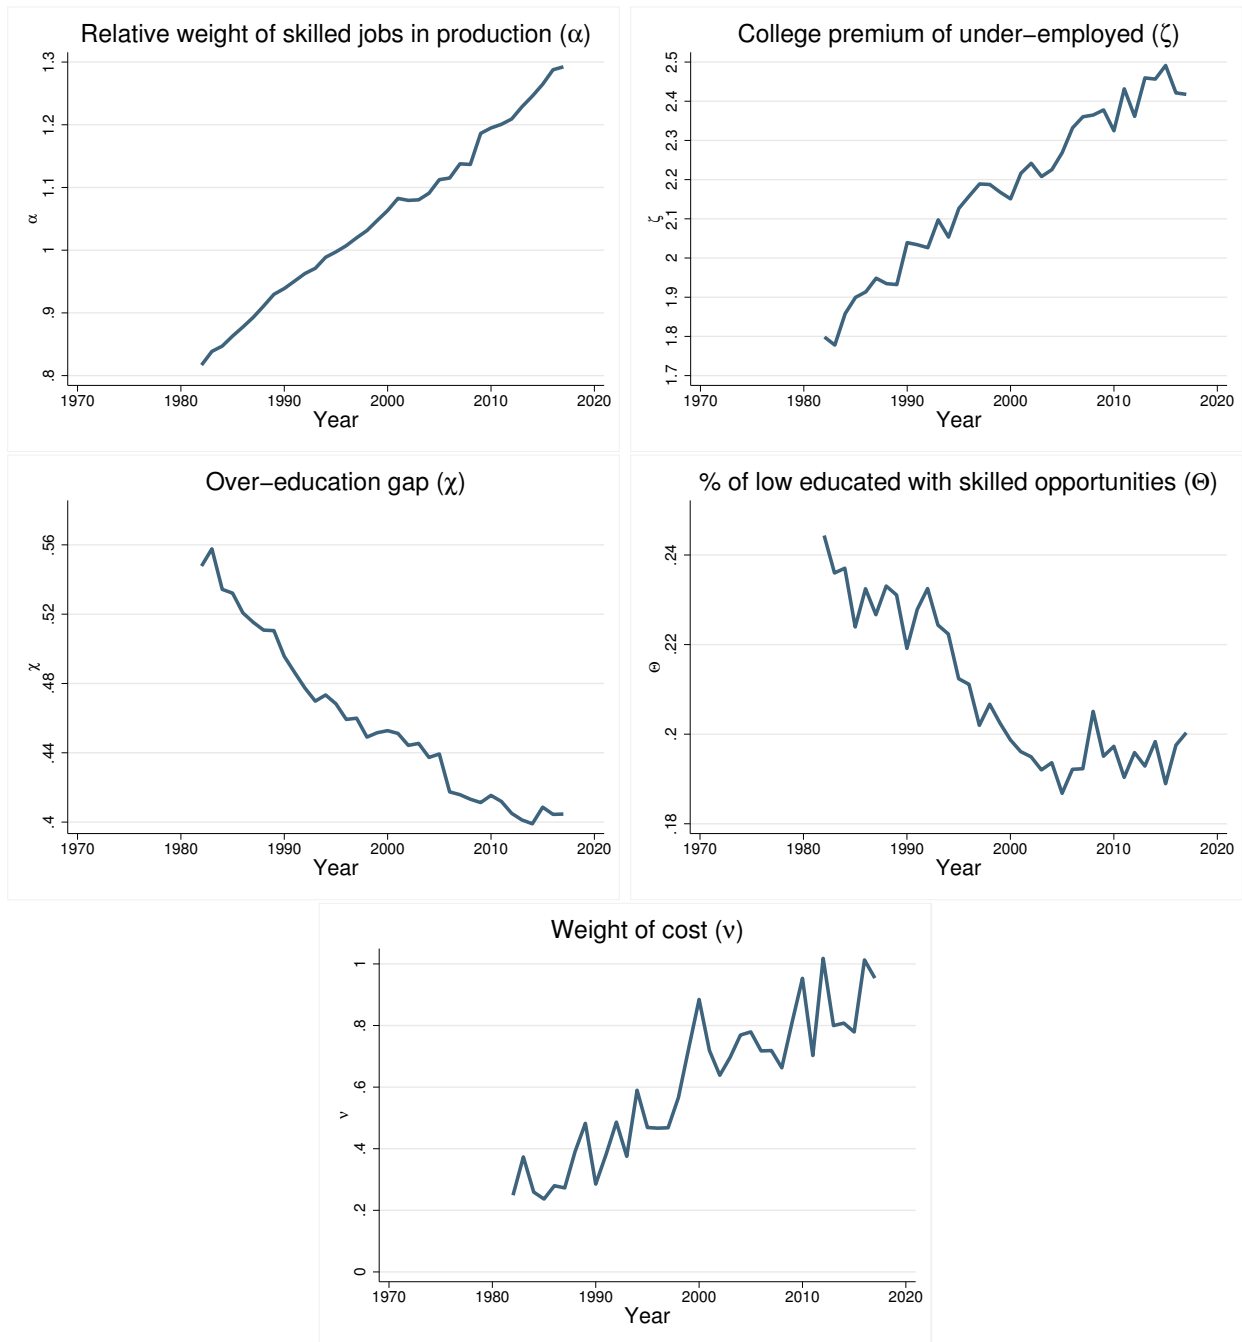 Relative weight of skilled jobs in production (α)
1.3
1.2
1.1
1
.9
.8
α
1970 1980 1990 2000 2010 2020
Year
College premium of under−employed (ζ)
2.5
2.4
2.3
2.2
2.1
2
1.9
1.8
1.7
ζ
1970 1980 1990 2000 2010 2020
Year
Over−education gap (χ)
.56
.52
.48
.44
.4
χ
1970 1980 1990 2000 2010 2020
Year
% of low educated with skilled opportunities (Θ)
.24
.22
.2
.18
Θ
1970 1980 1990 2000 2010 2020
Year
Weight of cost (ν)
1
.8
.6
.4
.2
0
ν
1970 1980 1990 2000 2010 2020
Year